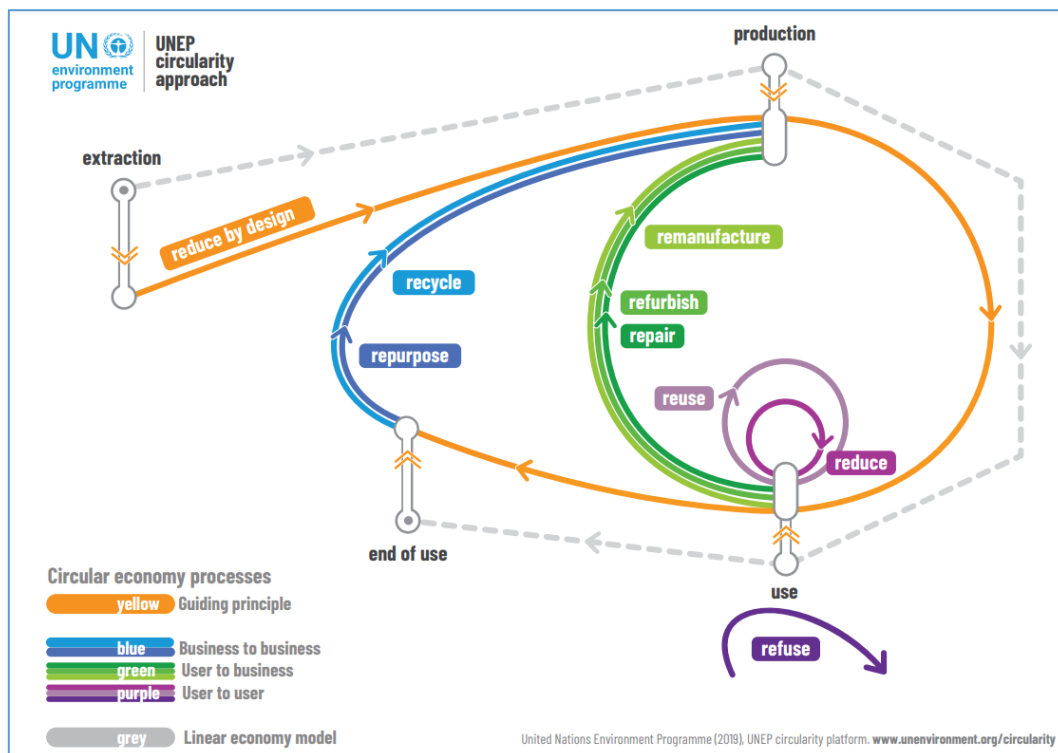 UN
environment
programme
UNEP
circularity
approach
production
extraction
reduce by design
remanufacture
recycle
refurbish
repair
repurpose
reuse
reduce
end of use
use
refuse
Circular economy processes
yellow Guiding principle
blue Business to business
green User to business
purple User to user
grey Linear economy model
United Nations Environment Programme (2019), UNEP circularity platform. www.unenvironment.org/circularity